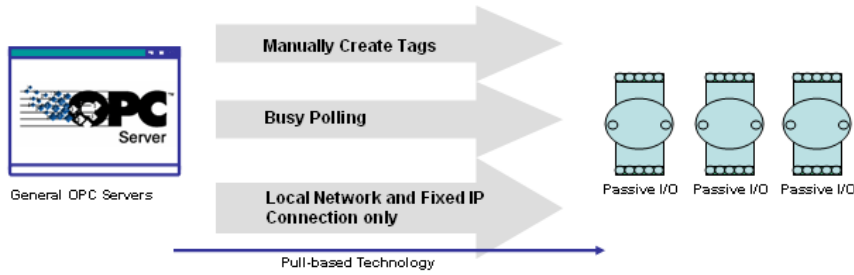 Manually Create Tags
OPC™
Server
Busy Polling
General OPC Servers
Local Network and Fixed IP
Connection only
Passive I/O Passive I/O Passive I/O
Pull-based Technology